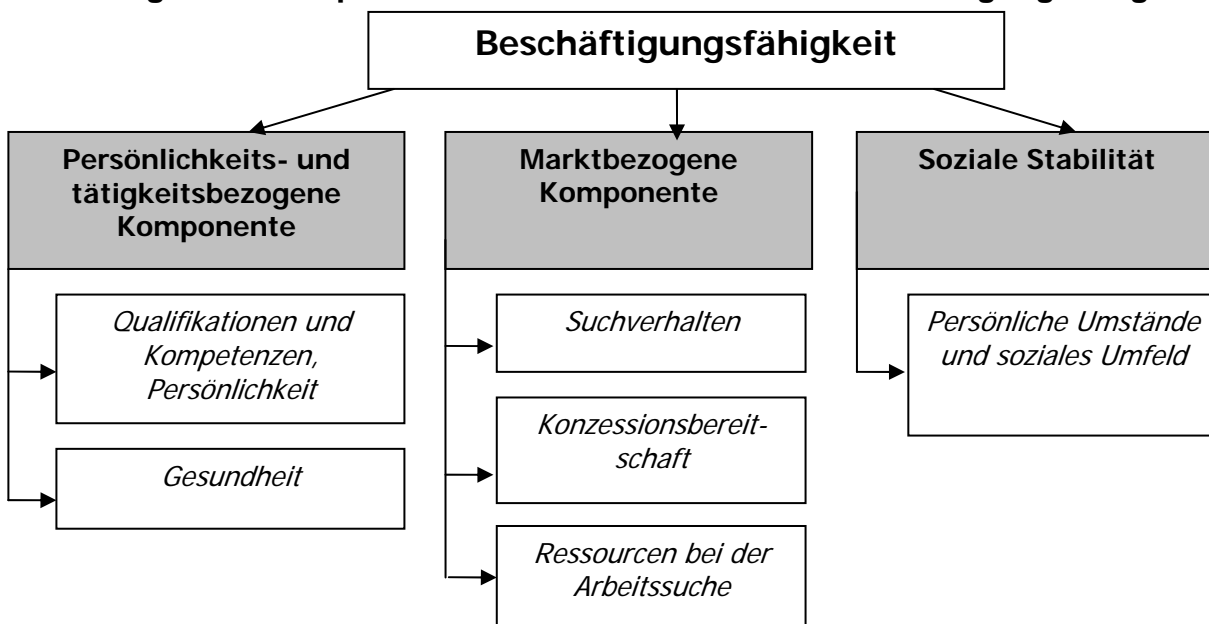 Beschäftigungsfähigkeit
Persönlichkeits- und
tätigkeitsbezogene
Komponente
Marktbezogene
Komponente
Soziale Stabilität
Qualifikationen und
Kompetenzen,
Persönlichkeit
Gesundheit
Suchverhalten
Konzessionsbereit-
schaft
Ressourcen bei der
Arbeitssuche
Persönliche Umstände
und soziales Umfeld